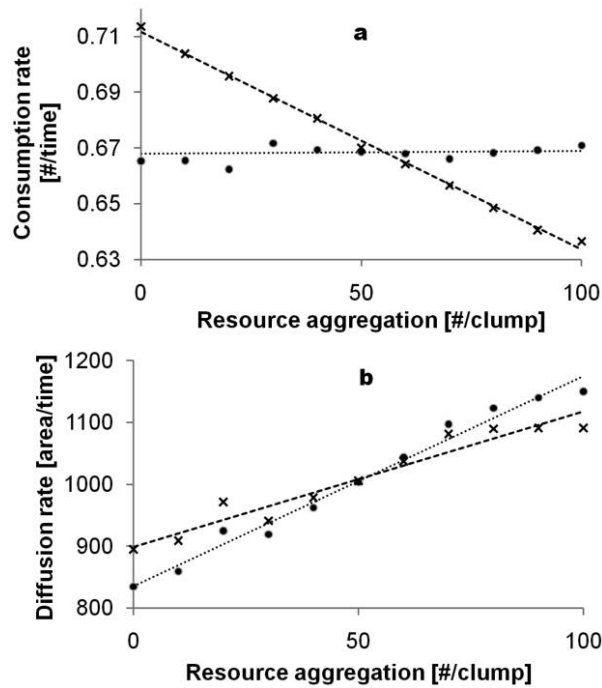 a
0.71
0.69
0.67
0.65
0.63
Consumption rate
[#/time]
0
50
100
Resource aggregation [#/clump]
b
1200
1100
1000
900
800
Diffusion rate [area/time]
0
50
100
Resource aggregation [#/clump]